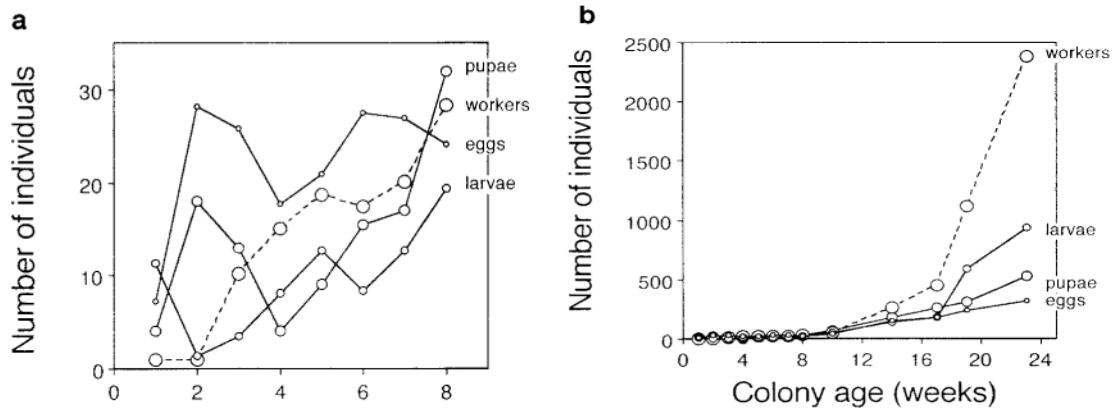 a
Number of individuals
30
20
10
0
0 2 4 6 8
pupae
workers
eggs
larvae
b
Number of individuals
2500
2000
1500
1000
500
0
0 4 8 12 16 20 24
workers
larvae
pupae
eggs
Colony age (weeks)